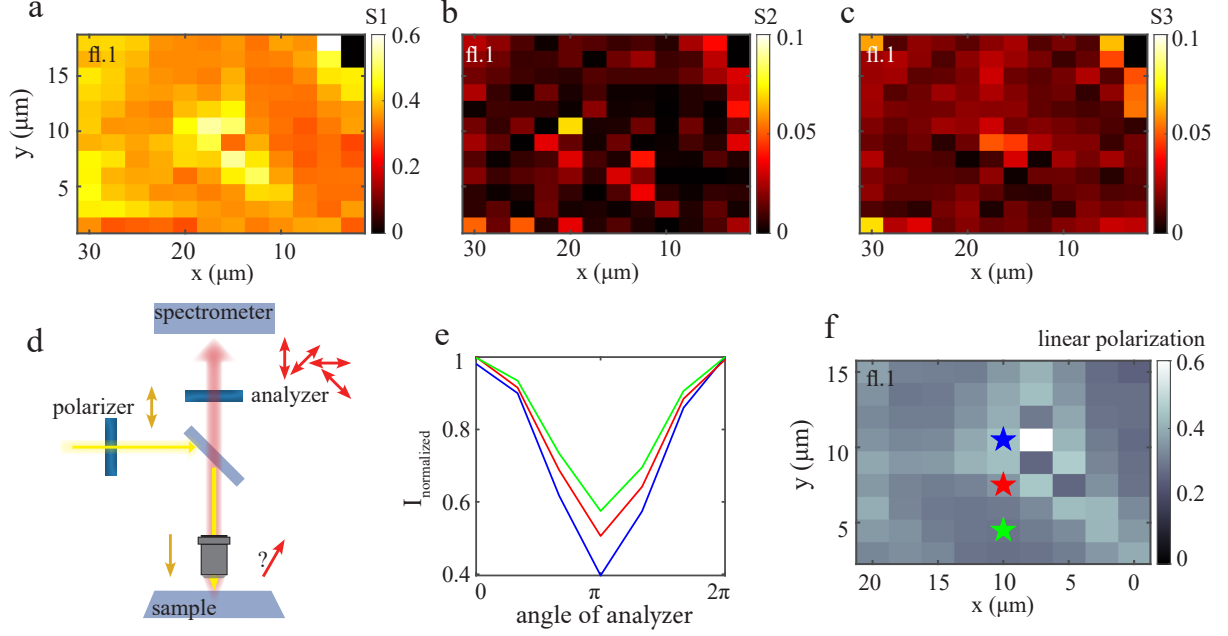 a
S1
fl.1
0.6
0.4
0.2
0
15
10
5
y (μm)
30
20
10
x (μm)
b
S2
fl.1
0.1
0.05
0
30
20
10
x (μm)
c
S3
fl.1
0.1
0.05
0
30
20
10
x (μm)
d
spectrometer
analyzer
polarizer
?
sample
e
1
0.8
0.6
0.4
I normalized
0
π
2π
angle of analyzer
f
linear polarization
fl.1
0.6
0.4
0.2
0
15
10
5
y (μm)
20
15
10
5
0
x (μm)